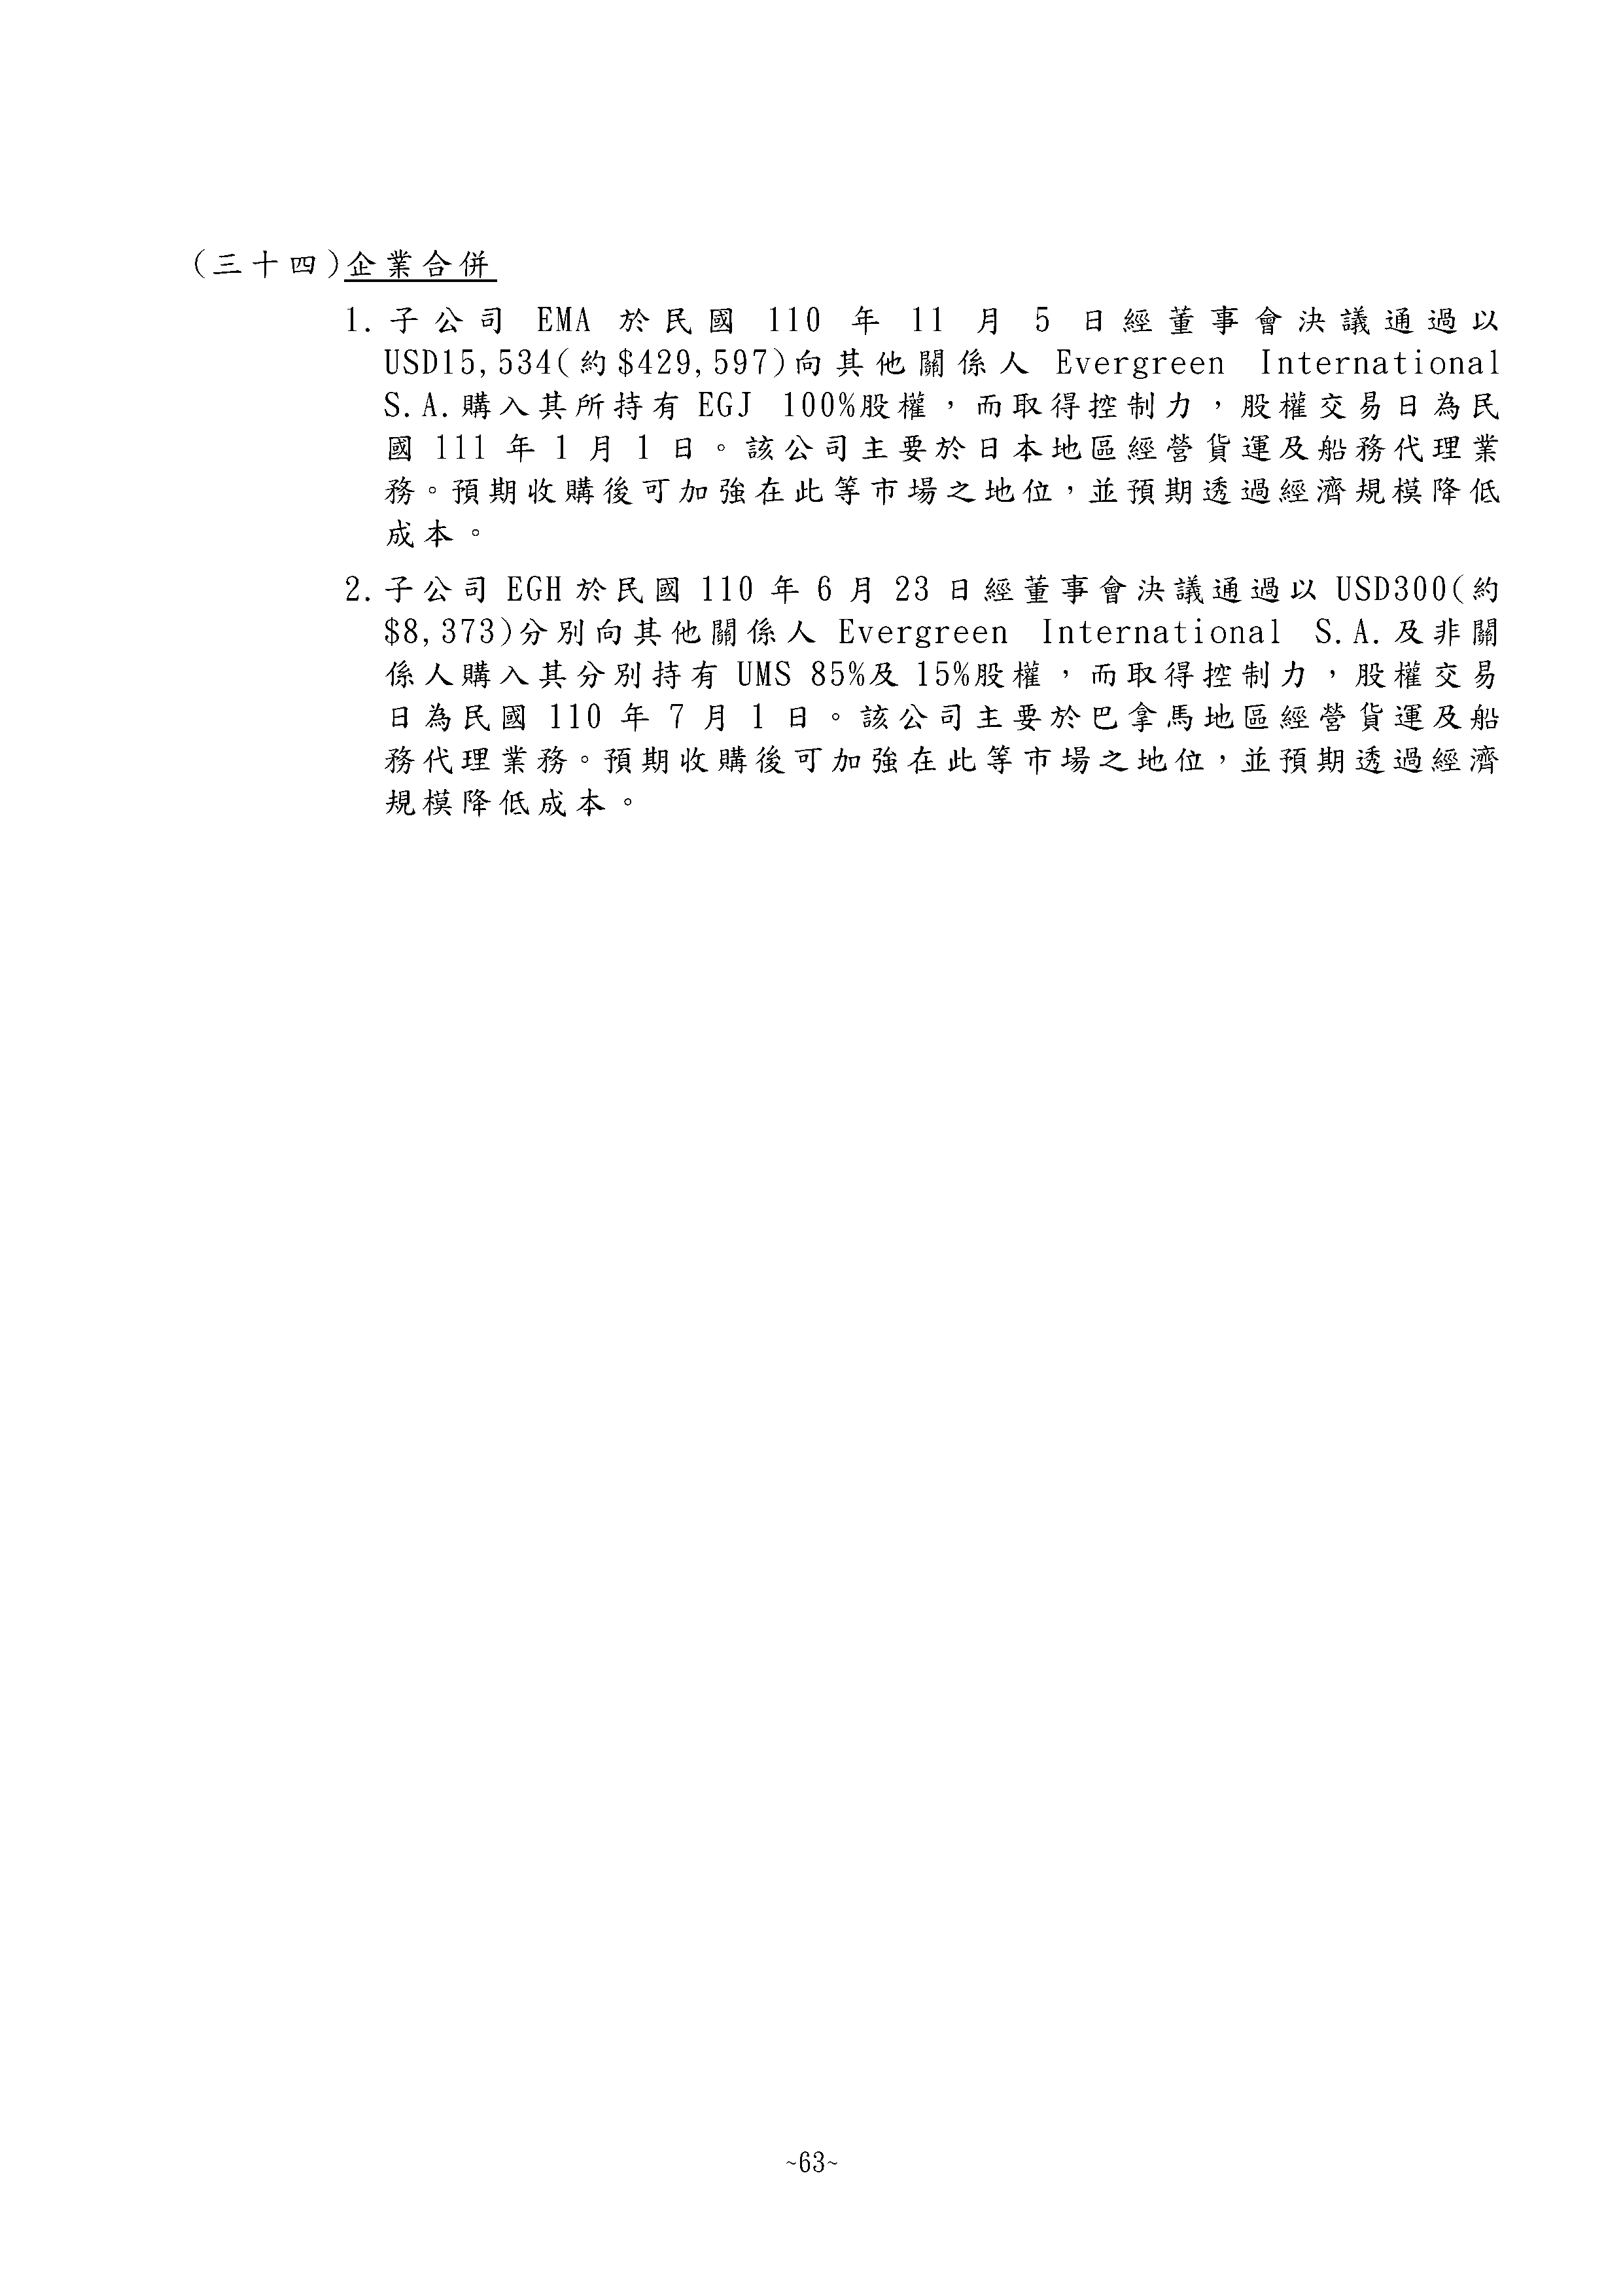 (三十四)企業合併
1. 子公司 EMA 於民國 110 年 11 月 5 日經董事會決議通過以
USD15,534(約$429,597)向其他關係人 Evergreen International
S.A.購入其所持有 EGJ 100%股權，而取得控制力，股權交易日為民
國 111 年 1 月 1 日。該公司主要於日本地區經營貨運及船務代理業
務。預期收購後可加強在此等市場之地位，並預期透過經濟規模降低
成本。
2. 子公司 EGH 於民國 110 年 6 月 23 日經董事會決議通過以 USD300(約
$8,373)分別向其他關係人 Evergreen International S.A.及非關
係人購入其分別持有 UMS 85%及 15%股權，而取得控制力，股權交易
日為民國 110 年 7 月 1 日。該公司主要於巴拿馬地區經營貨運及船
務代理業務。預期收購後可加強在此等市場之地位，並預期透過經濟
規模降低成本。
~63~